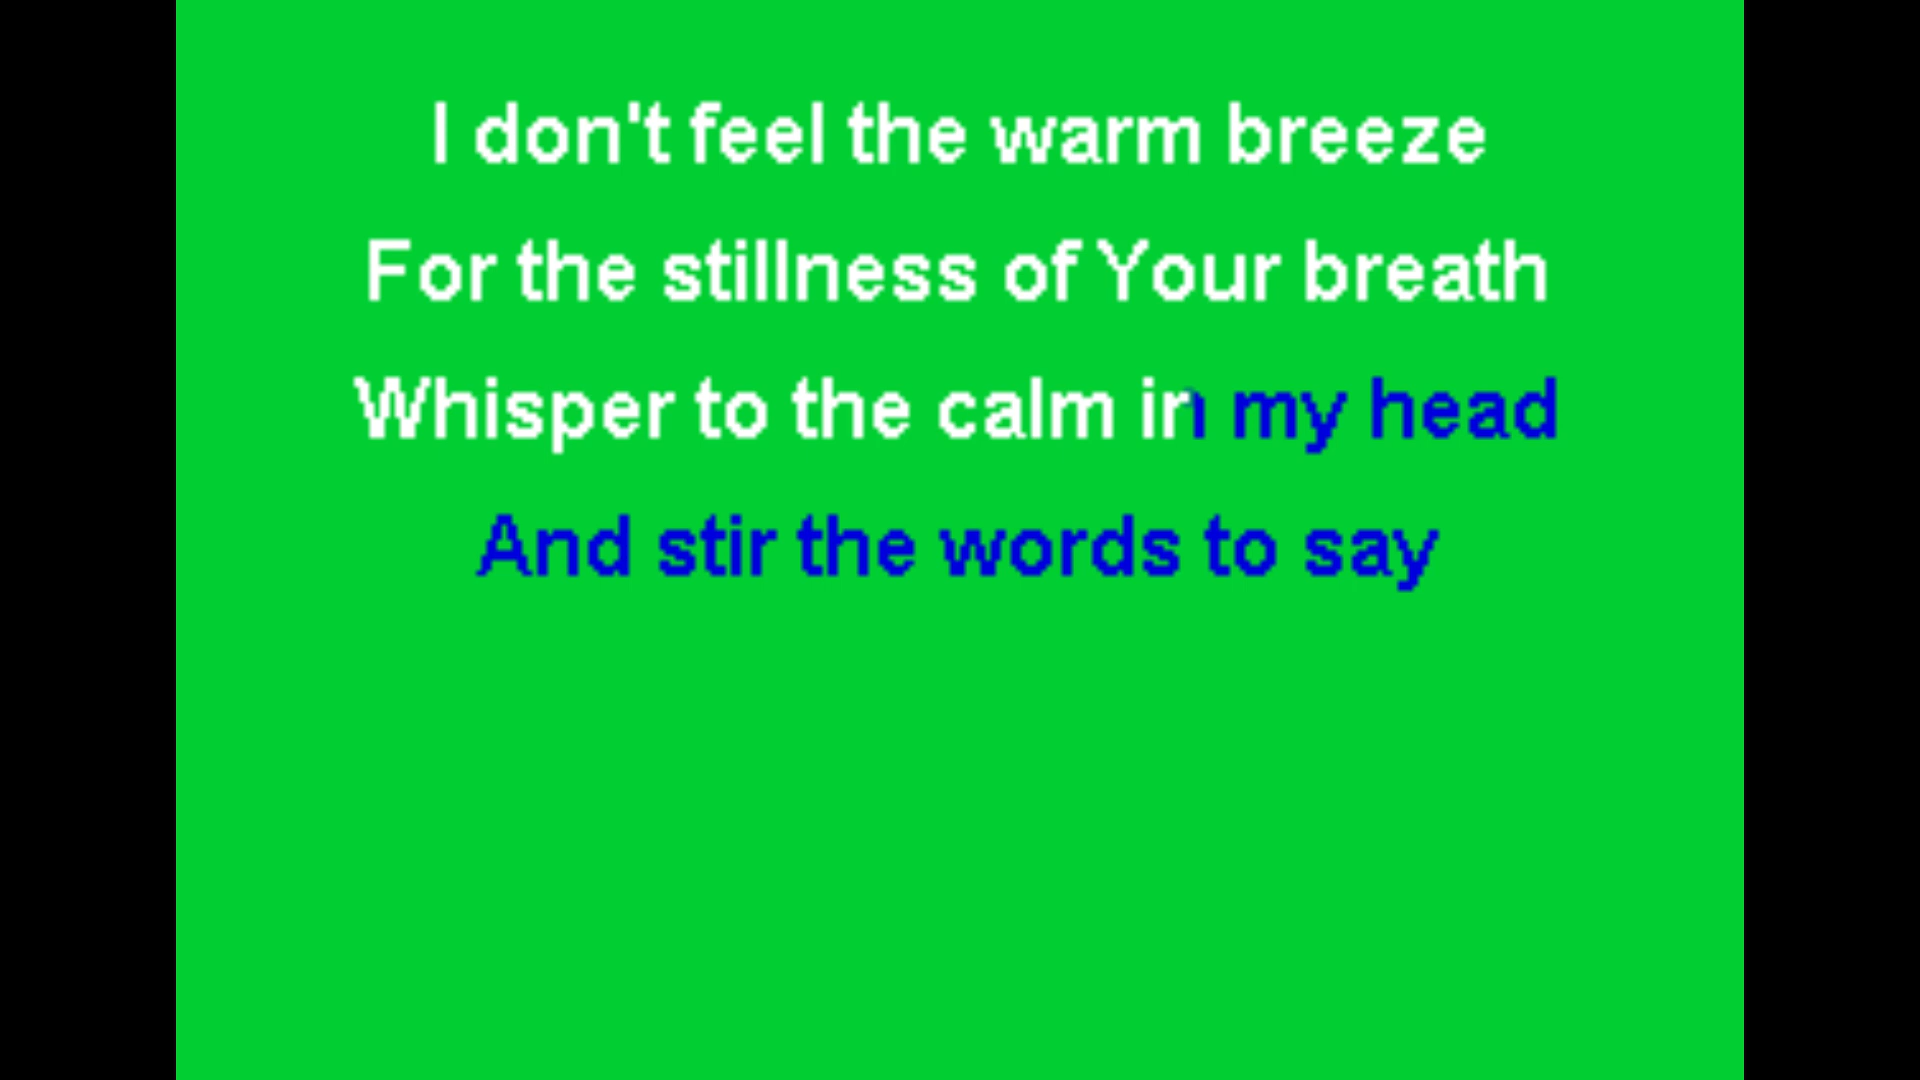 I don't feel the warm breeze
For the stillness of Your breath
Whisper to the calm in my head
And stir the words to say